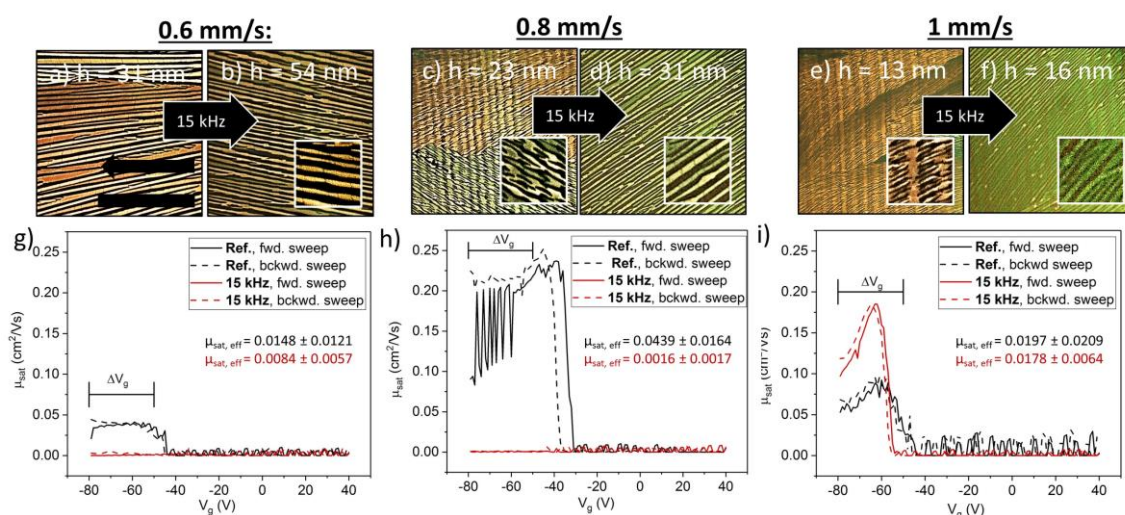 0.6 mm/s:
0.8 mm/s
1 mm/s
a) h = 31 nm
b) h = 54 nm
15 kHz
c) h = 23 nm
d) h = 31 nm
15 kHz
e) h = 13 nm
f) h = 16 nm
15 kHz
g)
Ref., fwd. sweep
Ref., bckwd. sweep
15 kHz, fwd. sweep
15 kHz, bckwd. sweep
μsat, eff = 0.0148 ± 0.0121
μsat, eff = 0.0084 ± 0.0057
ΔVg
μsat (cm²/Vs)
0.25
0.20
0.15
0.10
0.05
0.00
-80 -60 -40 -20 0 20 40
Vg (V)
h)
ΔVg
Ref., fwd. sweep
Ref., bckwd. sweep
15 kHz, fwd. sweep
15 kHz, bckwd. sweep
μsat, eff = 0.0439 ± 0.0164
μsat, eff = 0.0016 ± 0.0017
μsat (cm²/Vs)
0.25
0.20
0.15
0.10
0.05
0.00
-80 -60 -40 -20 0 20 40
Vg (V)
i)
ΔVg
Ref., fwd. sweep
Ref., bckwd. sweep
15 kHz, fwd. sweep
15 kHz, bckwd. sweep
μsat, eff = 0.0197 ± 0.0209
μsat, eff = 0.0178 ± 0.0064
μsat (cm²/Vs)
0.25
0.20
0.15
0.10
0.05
0.00
-80 -60 -40 -20 0 20 40
Vg (V)